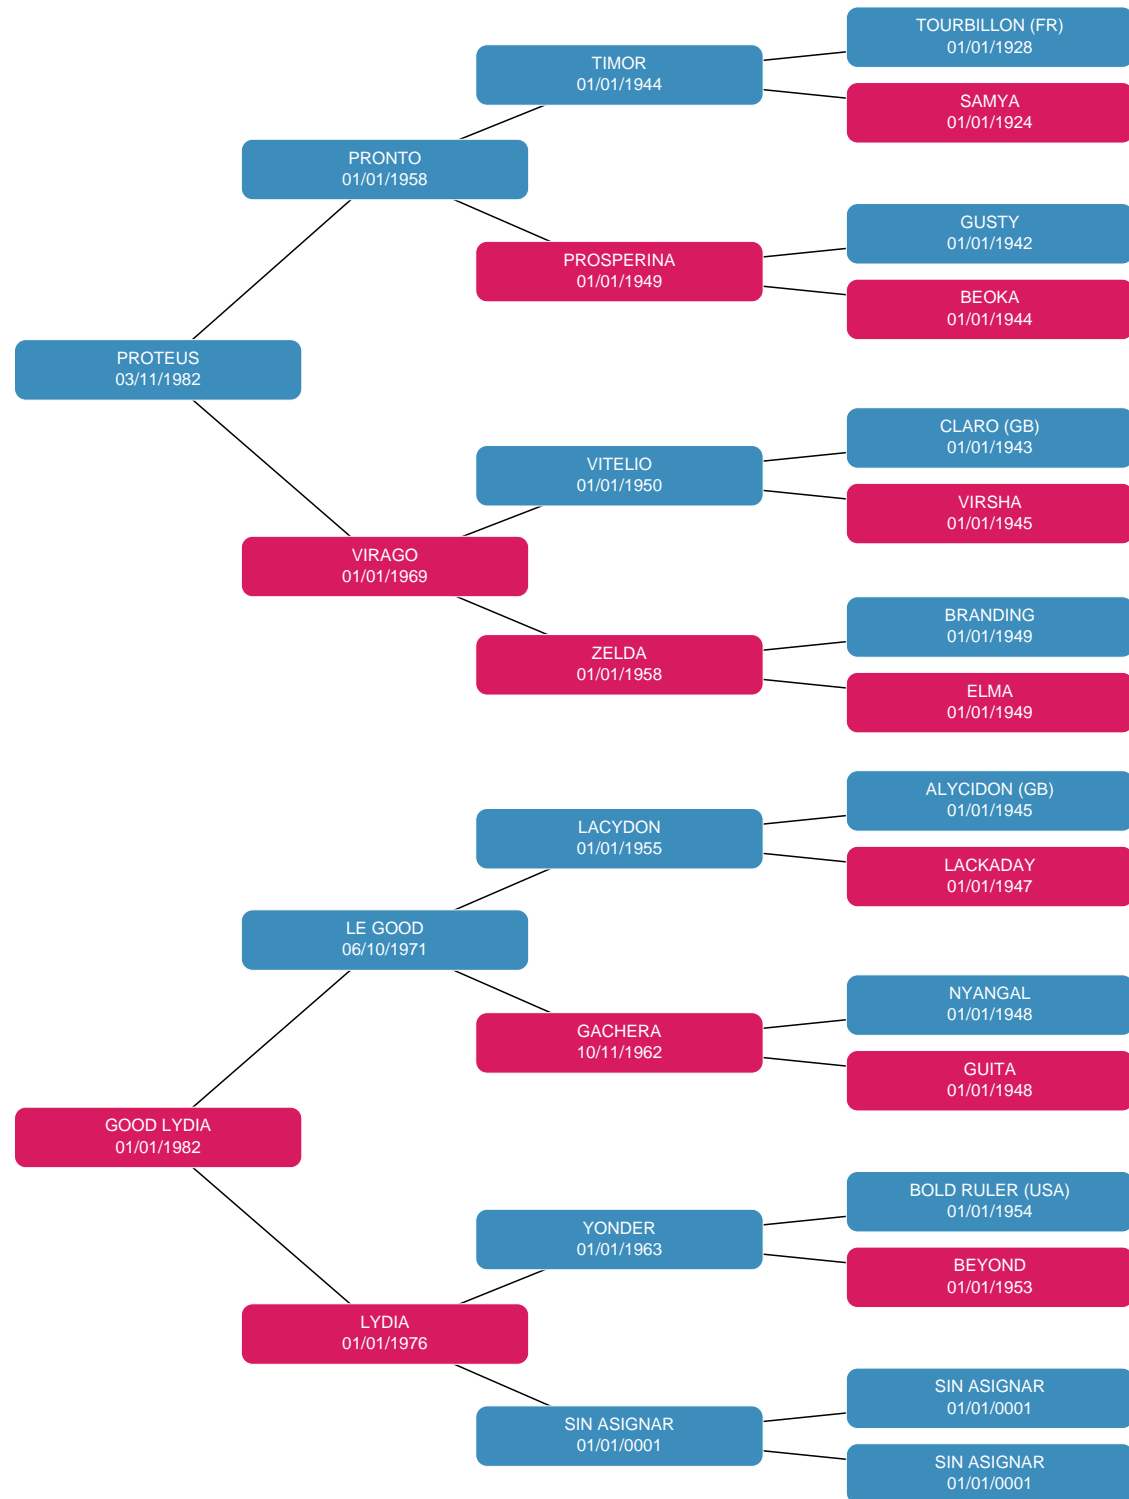 TOURBILLON (FR)
01/01/1928
TIMOR
01/01/1944
SAMYA
01/01/1924
PRONTO
01/01/1958
GUSTY
01/01/1942
PROSPERINA
01/01/1949
BEOKA
01/01/1944
PROTEUS
03/11/1982
CLARO (GB)
01/01/1943
VITELIO
01/01/1950
VIRSHA
01/01/1945
VIRAGO
01/01/1969
BRANDING
01/01/1949
ZELDA
01/01/1958
ELMA
01/01/1949
ALYCIDON (GB)
01/01/1945
LACYDON
01/01/1955
LACKADAY
01/01/1947
LE GOOD
06/10/1971
NYANGAL
01/01/1948
GACHERA
10/11/1962
GUITA
01/01/1948
GOOD LYDIA
01/01/1982
BOLD RULER (USA)
01/01/1954
YONDER
01/01/1963
BEYOND
01/01/1953
LYDIA
01/01/1976
SIN ASIGNAR
01/01/0001
SIN ASIGNAR
01/01/0001
SIN ASIGNAR
01/01/0001